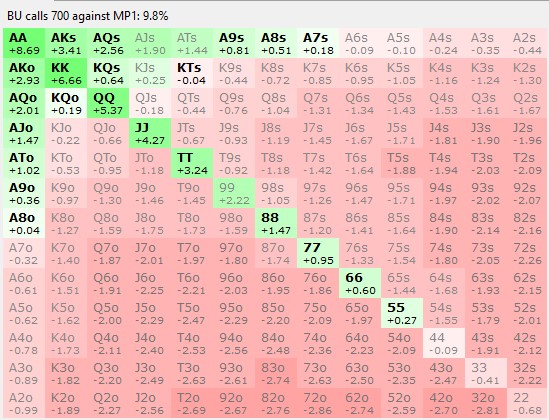 BU calls 700 against MP1: 9.8%
AA AKs AQs AJs ATs A9s A8s A7s A6s A5s A4s A3s A2s
+8.69 +3.41 +2.56 +1.90 +1.44 +0.81 +0.51 +0.18 -0.09 -0.10 -0.24 -0.35 -0.44
AKo KK KQs KJs KTs K9s K8s K7s K6s K5s K4s K3s K2s
+2.93 +6.66 +0.64 +0.25 -0.04 -0.44 -0.72 -0.85 -0.95 -1.05 -1.16 -1.24 -1.30
AQo KQo QQ QJs QTs Q9s Q8s Q7s Q6s Q5s Q4s Q3s Q2s
+2.01 +0.19 +5.37 -0.18 -0.44 -0.76 -1.04 -1.31 -1.34 -1.43 -1.53 -1.61 -1.67
AJo KJo QJo JJ JTs J9s J8s J7s J6s J5s J4s J3s J2s
+1.47 -0.22 -0.66 +4.27 -0.67 -0.93 -1.19 -1.45 -1.67 -1.71 -1.81 -1.90 -1.96
ATo KTo QTo JTo TT T9s T8s T7s T6s T5s T4s T3s T2s
+1.02 -0.53 -0.95 -1.18 +3.24 -0.92 -1.18 -1.42 -1.64 -1.88 -1.94 -2.03 -2.09
A9o K9o Q9o J9o T9o 99 98s 97s 96s 95s 94s 93s 92s
+0.36 -0.97 -1.30 -1.46 -1.45 +2.22 -1.05 -1.26 -1.47 -1.71 -1.97 -2.02 -2.07
A8o K8o Q8o J8o T8o 98o 88 87s 86s 85s 84s 83s 82s
+0.04 -1.27 -1.59 -1.75 -1.73 -1.59 +1.47 -1.20 -1.41 -1.64 -1.90 -2.14 -2.16
A7o K7o Q7o J7o T7o 97o 87o 77 76s 75s 74s 73s 72s
-0.32 -1.40 -1.87 -2.01 -1.97 -1.80 -1.74 +0.95 -1.33 -1.54 -1.80 -2.05 -2.26
A6o K6o Q6o J6o T6o 96o 86o 76o 66 65s 64s 63s 62s
-0.61 -1.51 -1.91 -2.25 -2.21 -2.03 -1.95 -1.86 +0.60 -1.44 -1.68 -1.93 -2.15
A5o K5o Q5o J5o T5o 95o 85o 75o 65o 55 54s 53s 52s
-0.62 -1.62 -2.00 -2.29 -2.47 -2.29 -2.20 -2.09 -1.97 +0.27 -1.55 -1.79 -2.01
A4o K4o Q4o J4o T4o 94o 84o 74o 64o 54o 44 43s 42s
-0.78 -1.73 -2.11 -2.40 -2.53 -2.56 -2.48 -2.36 -2.23 -2.09 -0.09 -1.91 -2.12
A3o K3o Q3o J3o T3o 93o 83o 73o 63o 53o 43o 33 32s
-0.89 -1.82 -2.20 -2.49 -2.63 -2.61 -2.74 -2.63 -2.50 -2.35 -2.47 -0.41 -2.22
A2o K2o Q2o J2o T2o 92o 82o 72o 62o 52o 42o 32o 22
-0.99 -1.89 -2.27 -2.56 -2.69 -2.67 -2.76 -2.86 -2.74 -2.59 -2.70 -2.81 -0.68